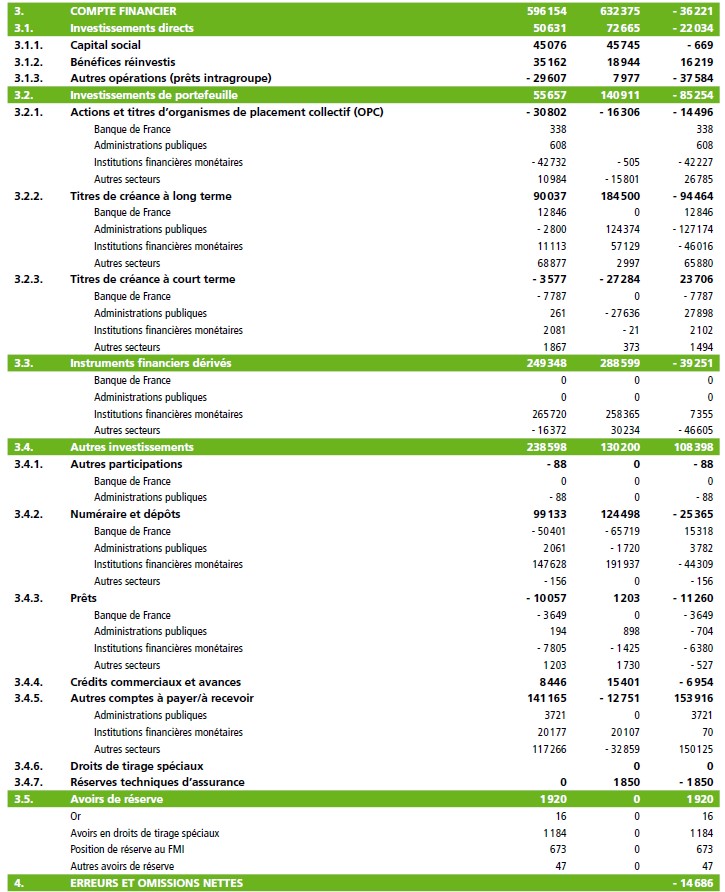 3. COMPTE FINANCIER 596 154 632 375 - 36 221
3.1. Investissements directs 50 631 72 665 - 22 034
3.1.1. Capital social 45 076 45 745 - 669
3.1.2. Bénéfices réinvestis 35 162 18 944 16 219
3.1.3. Autres opérations (prêts intragroupe) - 29 607 7 977 - 37 584
3.2. Investissements de portefeuille 55 657 140 911 - 85 254
3.2.1. Actions et titres d’organismes de placement collectif (OPC) - 30 802 - 16 306 - 14 496
Banque de France 338 338
Administrations publiques 608 608
Institutions financières monétaires - 42 732 - 505 - 42 227
Autres secteurs 10 984 - 15 801 26 785
3.2.2. Titres de créance à long terme 90 037 184 500 - 94 464
Banque de France 12 846 0 12 846
Administrations publiques - 2 800 124 374 - 127 174
Institutions financières monétaires 11 113 57 129 - 46 016
Autres secteurs 68 877 2 997 65 880
3.2.3. Titres de créance à court terme - 3 577 - 27 284 23 706
Banque de France - 7 787 0 - 7 787
Administrations publiques 261 - 27 636 27 898
Institutions financières monétaires 2 081 - 21 2 102
Autres secteurs 1 867 373 1 494
3.3. Instruments financiers dérivés 249 348 288 599 - 39 251
Banque de France 0 0 0
Administrations publiques 0 0 0
Institutions financières monétaires 265 720 258 365 7 355
Autres secteurs - 16 372 30 234 - 46 605
3.4. Autres investissements 238 598 130 200 108 398
3.4.1. Autres participations - 88 0 - 88
Banque de France 0 0 0
Administrations publiques - 88 0 - 88
3.4.2. Numéraire et dépôts 99 133 124 498 - 25 365
Banque de France - 50 401 - 65 719 15 318
Administrations publiques 2 061 - 1 720 3 782
Institutions financières monétaires 147 628 191 937 - 44 309
Autres secteurs - 156 0 - 156
3.4.3. Prêts - 10 057 1 203 - 11 260
Banque de France - 3 649 0 - 3 649
Administrations publiques 194 898 - 704
Institutions financières monétaires - 7 805 - 1 425 - 6 380
Autres secteurs 1 203 1 730 - 527
3.4.4. Crédits commerciaux et avances 8 446 15 401 - 6 954
3.4.5. Autres comptes à payer/à recevoir 141 165 - 12 751 153 916
Administrations publiques 3 721 0 3 721
Institutions financières monétaires 20 177 20 107 70
Autres secteurs 117 266 - 32 859 150 125
3.4.6. Droits de tirage spéciaux 0 0
3.4.7. Réserves techniques d’assurance 0 1 850 - 1 850
3.5. Avoirs de réserve 1 920 0 1 920
Or 16 0 16
Avoirs en droits de tirage spéciaux 1 184 0 1 184
Position de réserve au FMI 673 0 673
Autres avoirs de réserve 47 0 47
4. ERREURS ET OMISSIONS NETTES - 14 686